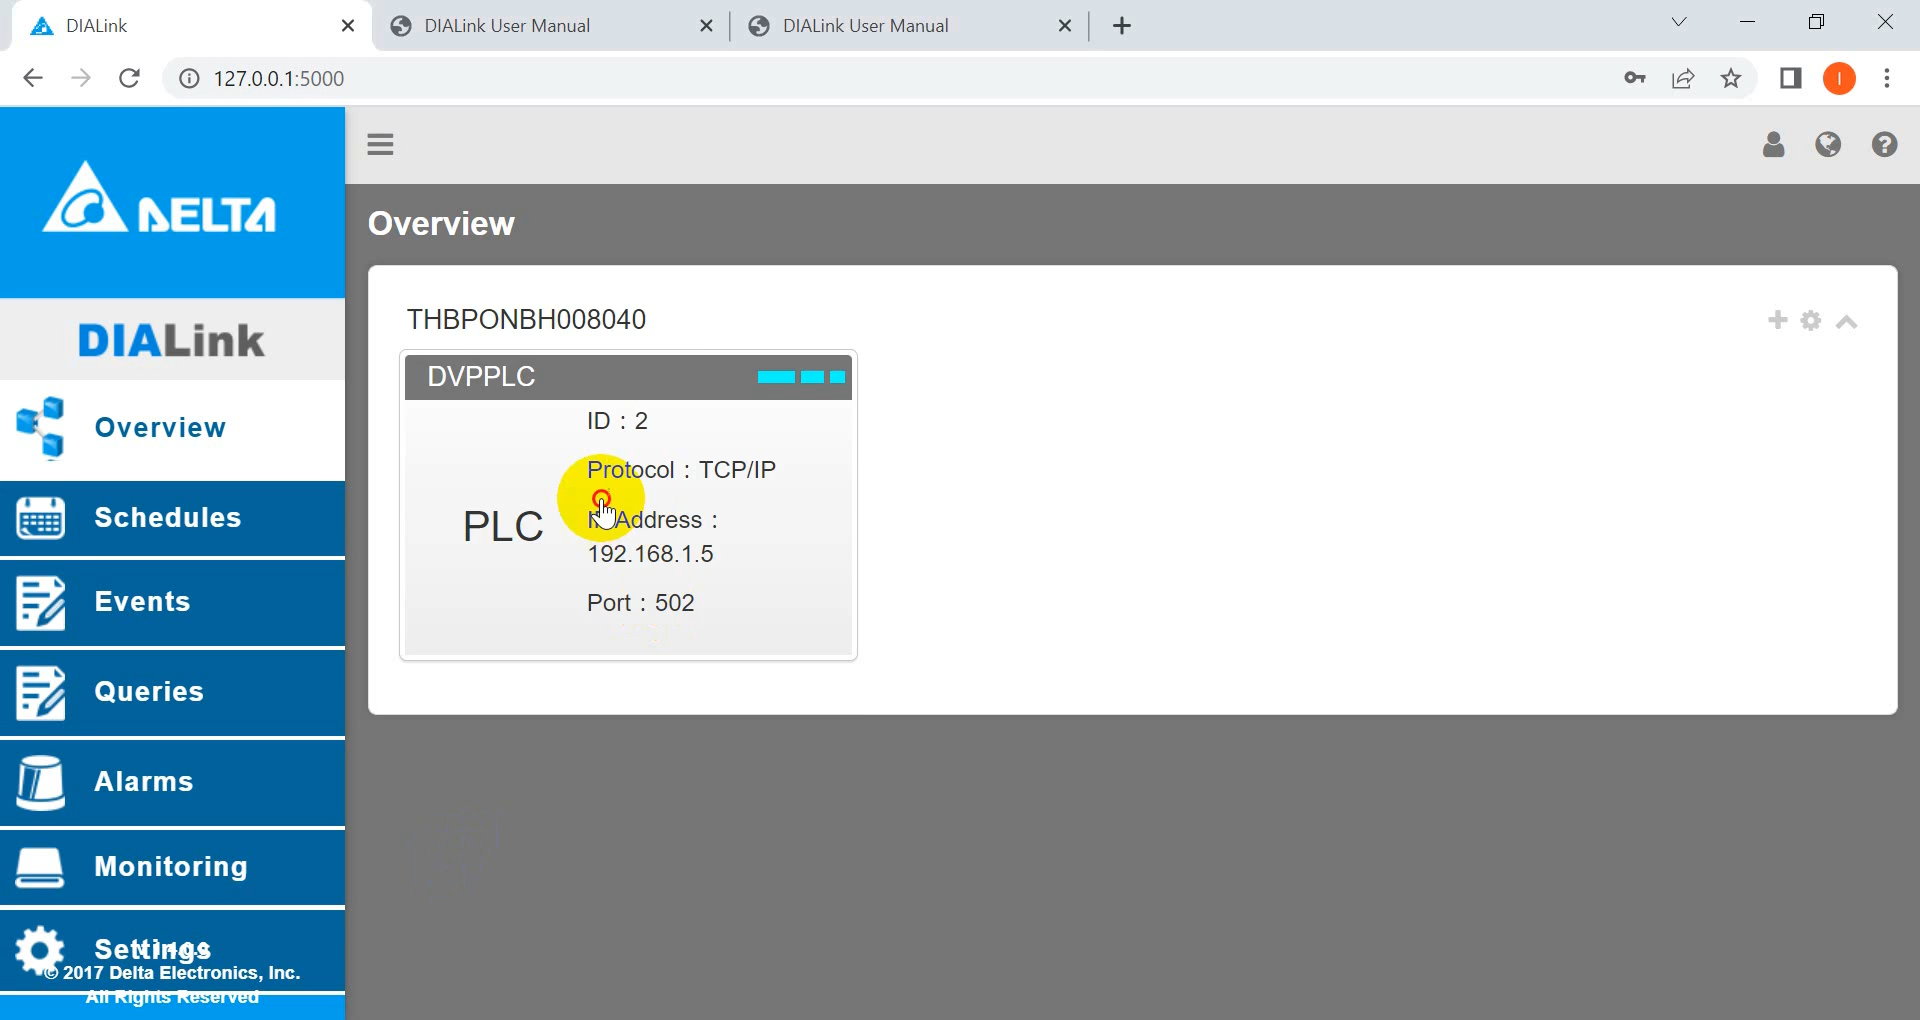 DIALink
DIALink User Manual
DIALink User Manual
127.0.0.1:5000
DELTA
DIALink
Overview
Schedules
Events
Queries
Alarms
Monitoring
Settings
© 2017 Delta Electronics, Inc.
All Rights Reserved
Overview
THBPONBH008040
DVPPLC
ID : 2
Protocol : TCP/IP
PLC
Address :
192.168.1.5
Port : 502
I